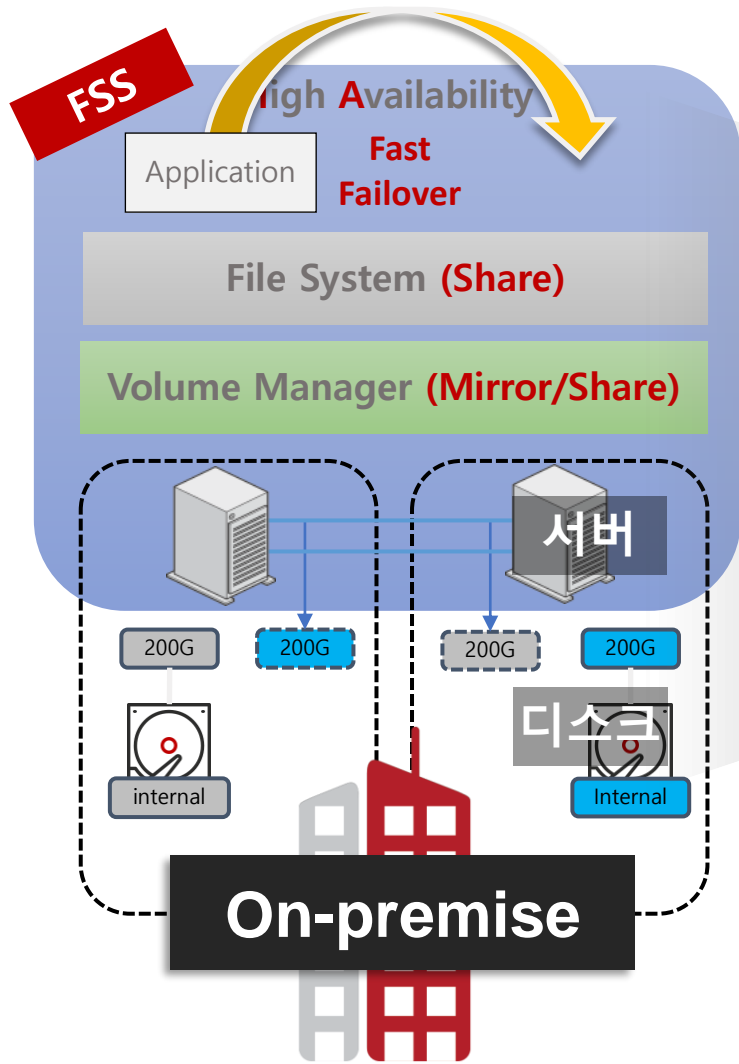 FSS
High Availability
Application
Fast
Failover
File System (Share)
Volume Manager (Mirror/Share)
서버
200G
200G
200G
200G
디스크
internal
Internal
On-premise